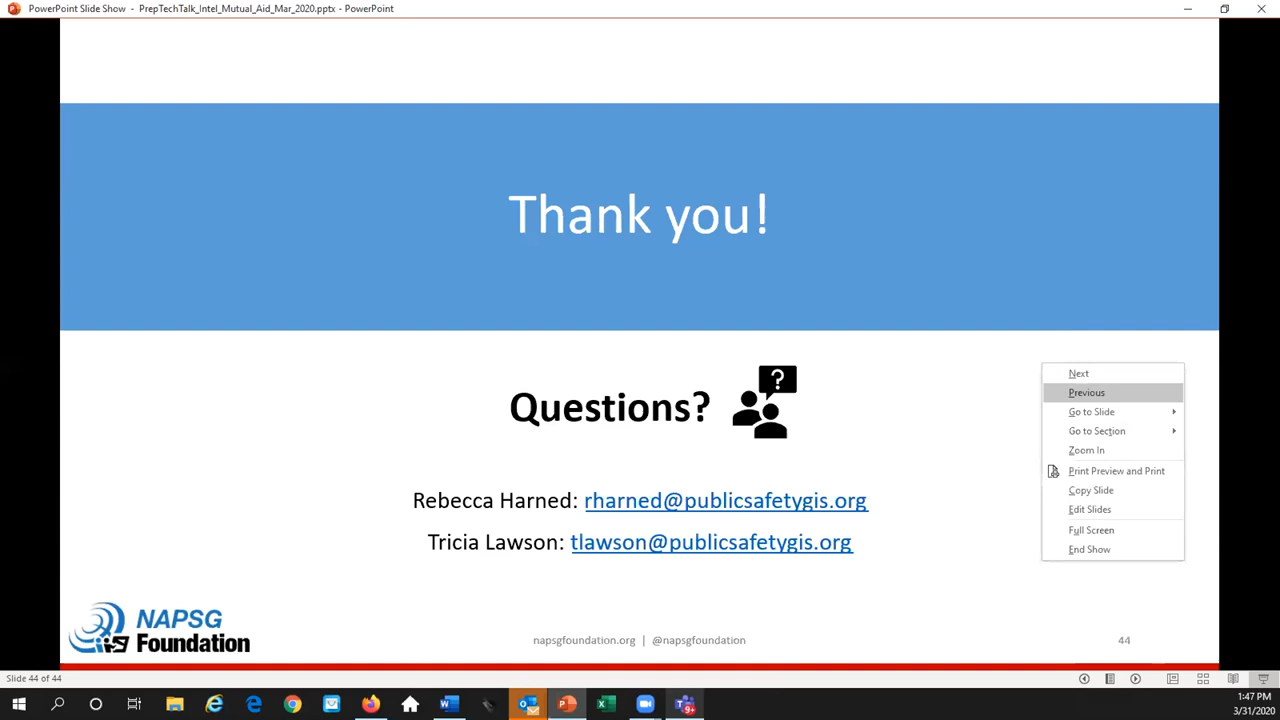 PowerPoint Slide Show - PrepTechTalk_Intel_Mutual_Aid_Mar_2020.pptx - PowerPoint
Thank you!
Questions?
?
Rebecca Harned: rharned@publicsafetygis.org
Tricia Lawson: tlawson@publicsafetygis.org
Next
Previous
Go to Slide
Go to Section
Zoom In
Print Preview and Print
Copy Slide
Edit Slides
Full Screen
End Show
NAPSG
Foundation
napsgfoundation.org | @napsgfoundation
44
Slide 44 of 44
9+
1:47 PM
3/31/2020